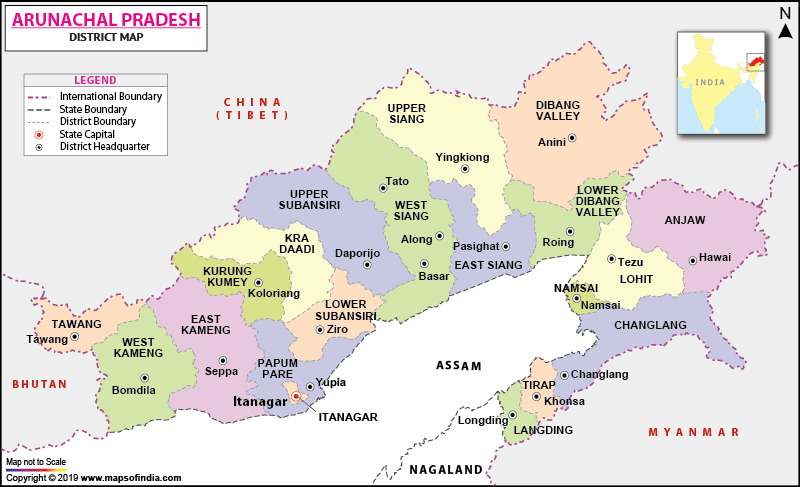 ARUNACHAL PRADESH
DISTRICT MAP
N
LEGEND
International Boundary
State Boundary
District Boundary
State Capital
District Headquarter
INDIA
CHINA
(TIBET)
UPPER
SIANG
DIBANG
VALLEY
Anini
Yingkiong
Tato
UPPER
SUBANSIRI
WEST
SIANG
LOWER
DIBANG
VALLEY
ANJAW
KRA
DAADI
Along
Pasighat
Roing
Daporijo
EAST SIANG
Tezu
Hawai
KURUNG
KUMEY
Basar
LOHIT
Koloriang
NAMSAI
Namsai
LOWER
SUBANSIRI
Ziro
TAWANG
Tawang
EAST
KAMENG
CHANGLANG
WEST
KAMENG
Seppa
PAPUM
PARE
ASSAM
Bomdila
Yupia
Changlang
TIRAP
BHUTAN
Itanagar
Khonsa
ITANAGAR
Longding
LANGDING
MYANMAR
NAGALAND
Map not to Scale
Copyright © 2019 www.mapsofindia.com